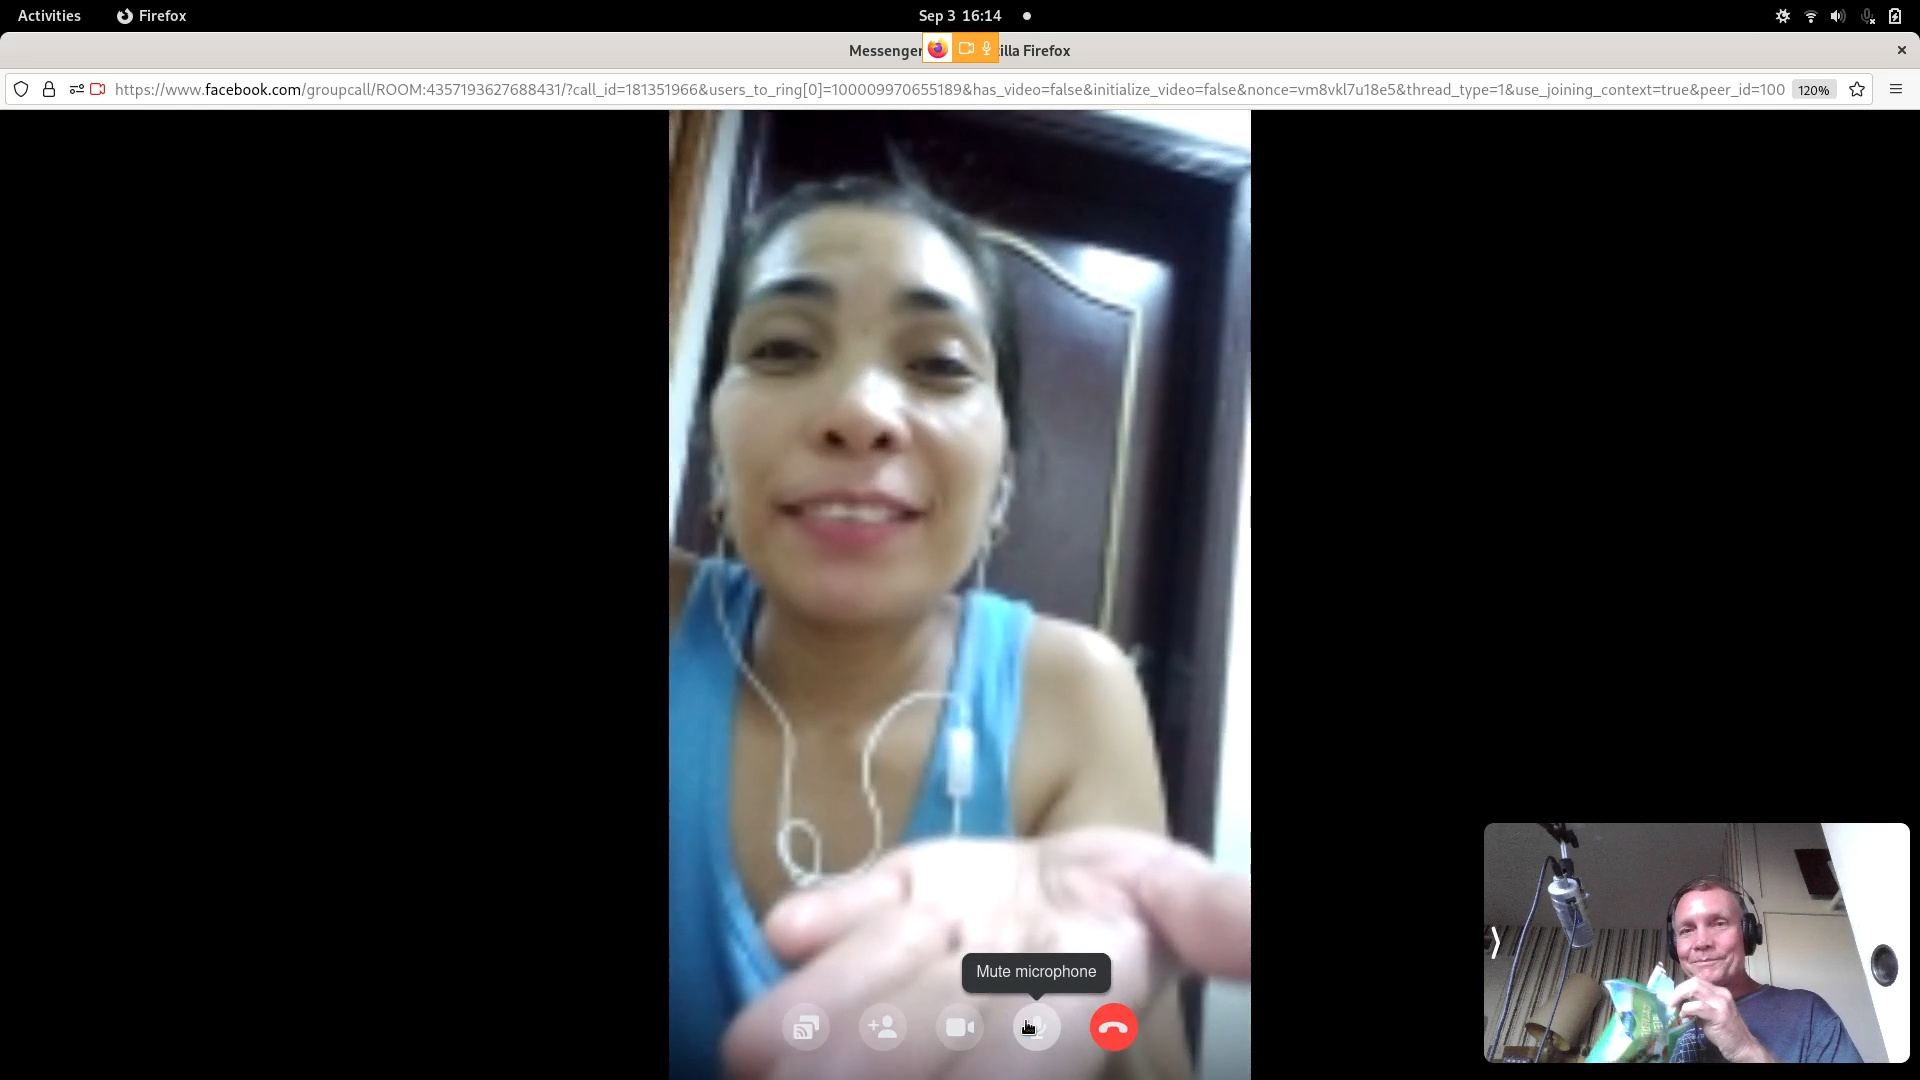 Activities Firefox Sep 3 16:14
Messenger illa Firefox
https://www.facebook.com/groupcall/ROOM:4357193627688431/?call_id=181351966&users_to_ring[0]=100009970655189&has_video=false&initialize_video=false&nonce=vm8vkl7u18e5&thread_type=1&use_joining_context=true&peer_id=100 120%
Mute microphone